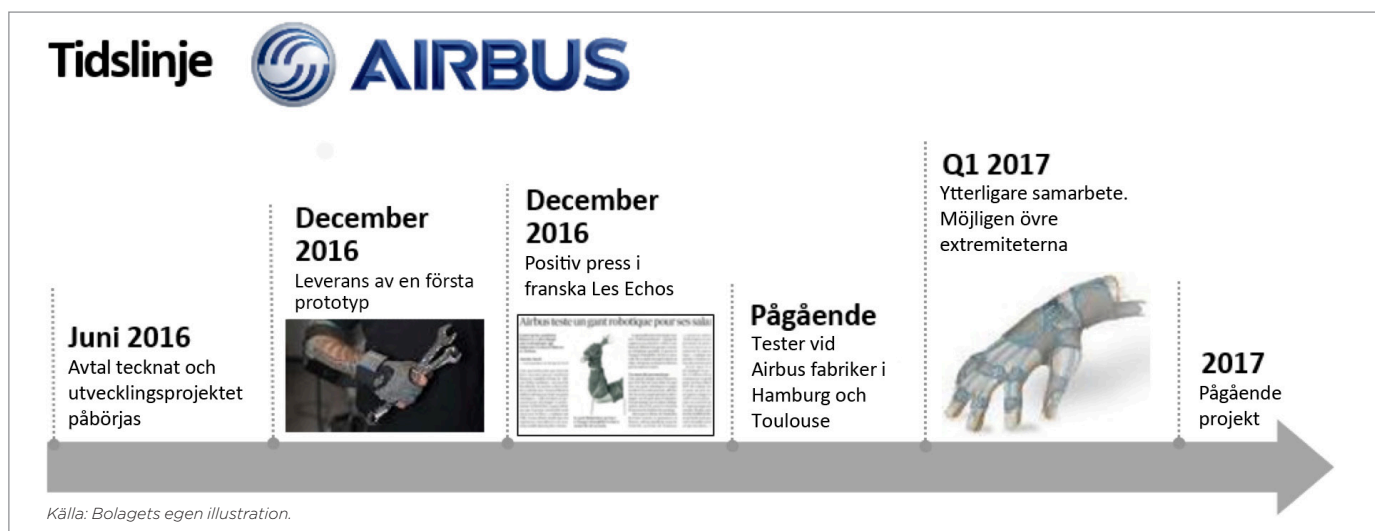 Tidslinje
AIRBUS
Juni 2016
Avtal tecknat och
utvecklingsprojektet
påbörjas
December
2016
Leverans av en första
prototyp
December
2016
Positiv press i
franska Les Echos
Airbus teste un gant robotique pour ses
Pågående
Tester vid
Airbus fabriker i
Hamburg och
Toulouse
Q1 2017
Ytterligare samarbete.
Möjligen övre
extremiteterna
2017
Pågående
projekt
Källa: Bolagets egen illustration.